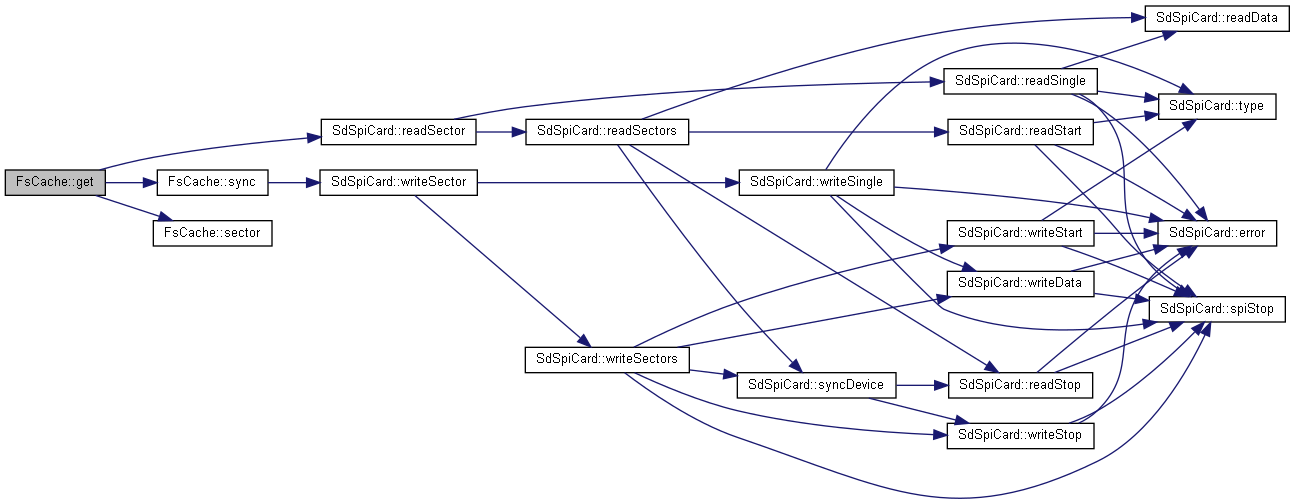 FsCache::get
SdSpiCard::readSector
FsCache::sync
FsCache::sector
SdSpiCard::writeSector
SdSpiCard::readSectors
SdSpiCard::writeSectors
SdSpiCard::writeSingle
SdSpiCard::syncDevice
SdSpiCard::readSingle
SdSpiCard::readStart
SdSpiCard::writeStart
SdSpiCard::writeData
SdSpiCard::readStop
SdSpiCard::writeStop
SdSpiCard::readData
SdSpiCard::type
SdSpiCard::error
SdSpiCard::spiStop